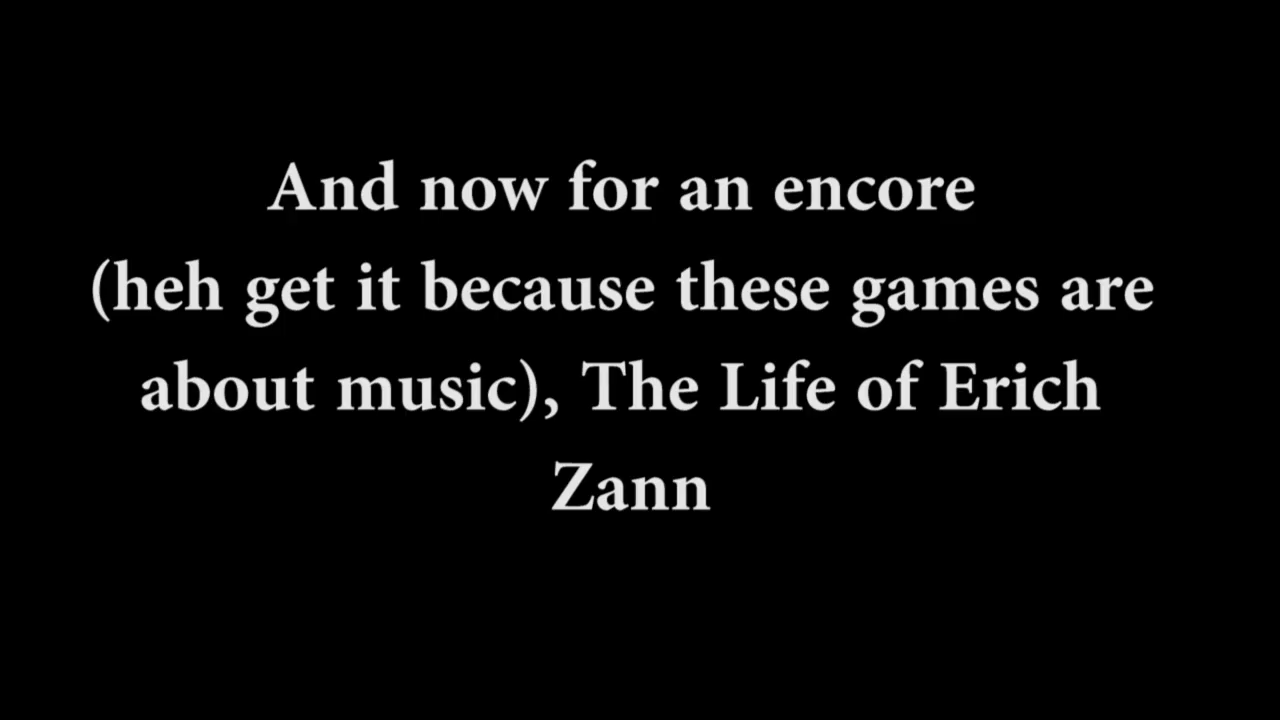 And now for an encore
(heh get it because these games are
about music), The Life of Erich
Zann